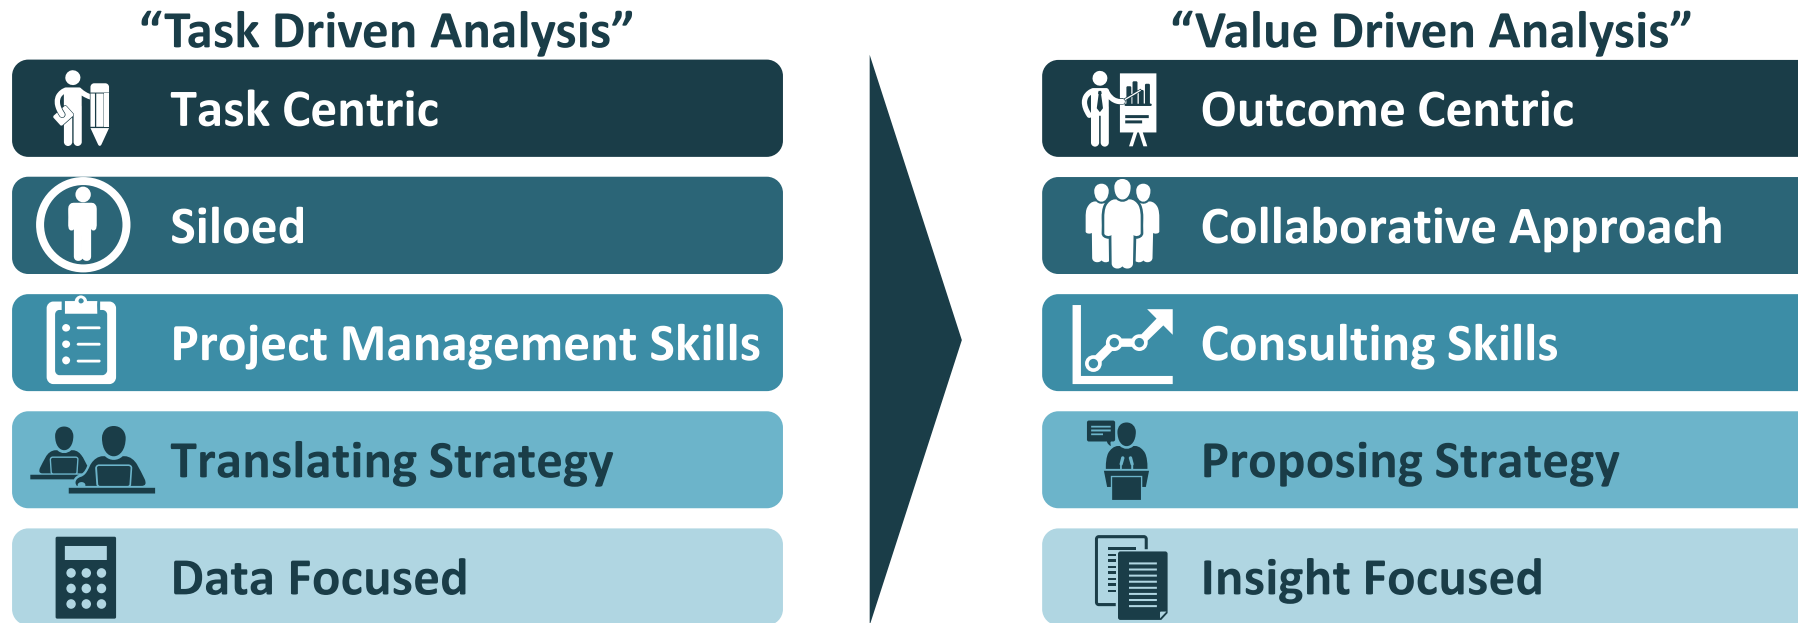 “Task Driven Analysis”
Task Centric
Siloed
Project Management Skills
Translating Strategy
Data Focused
“Value Driven Analysis”
Outcome Centric
Collaborative Approach
Consulting Skills
Proposing Strategy
Insight Focused